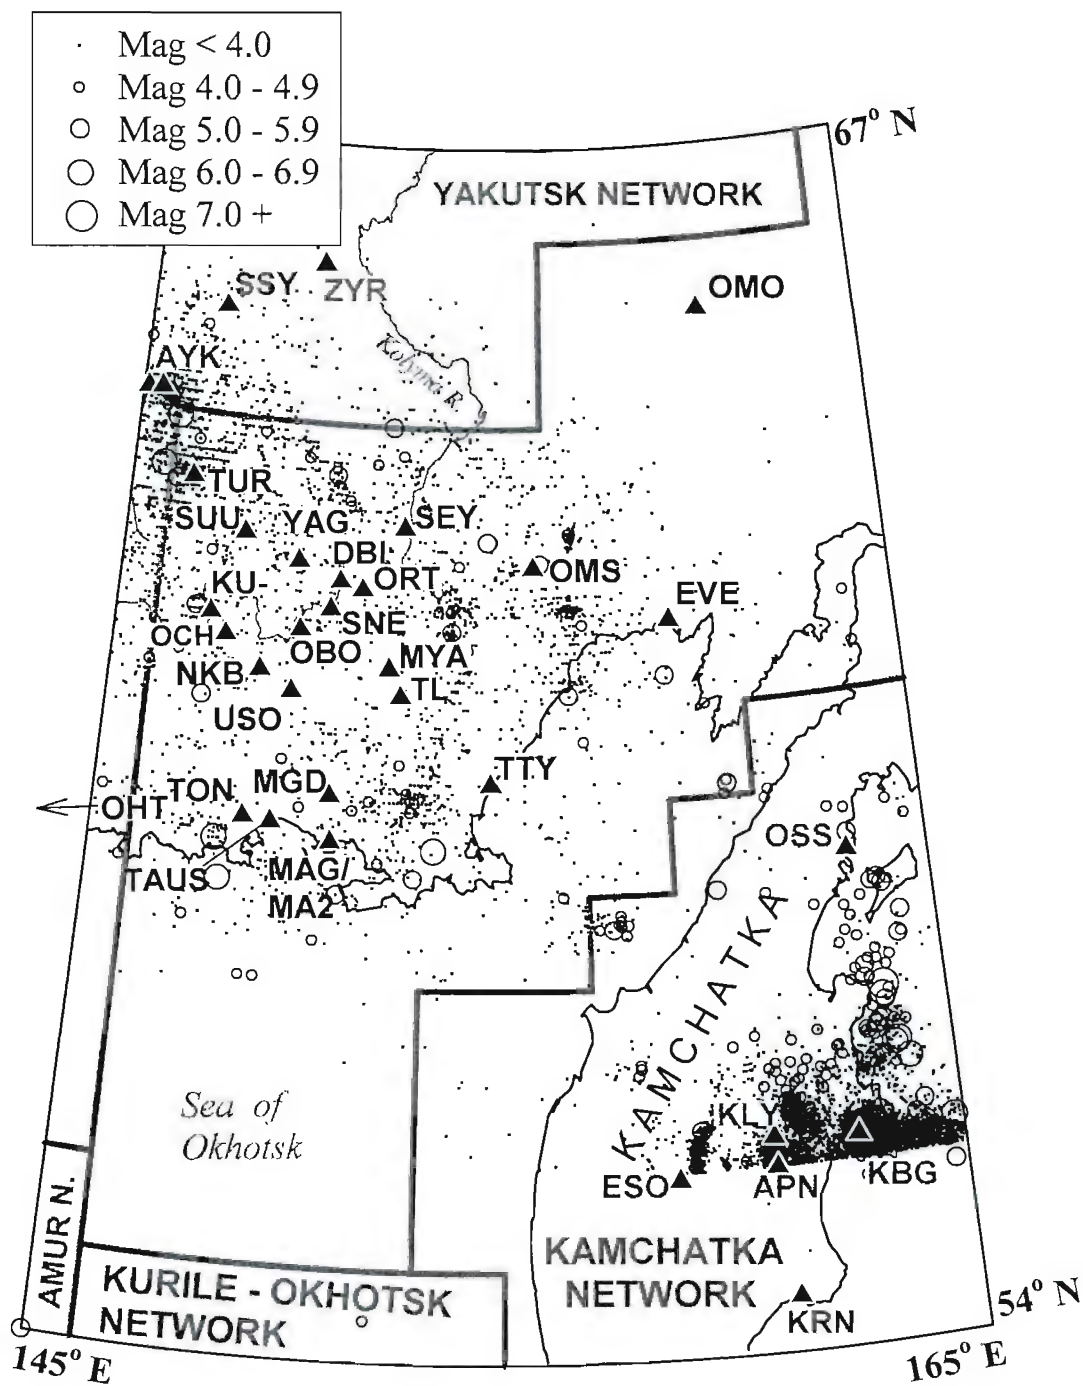 Mag < 4.0
Mag 4.0 - 4.9
Mag 5.0 - 5.9
Mag 6.0 - 6.9
Mag 7.0 +
67° N
YAKUTSK NETWORK
SSY
ZYR
OMO
AYK
Kolyma R.
TUR
SUU
YAG
SEY
DBL
ORT
OMS
KU-
EVE
OCH
SNE
OBO
MYA
NKB
TL
USO
TTY
MGD
TON
OHT
OSS
TAUS
MAG/
MA2
KAMCHATKA
Sea of
Okhotsk
KLY
KBG
ESO
APN
AMUR N.
KAMCHATKA
NETWORK
KURILE - OKHOTSK
NETWORK
KRN
54° N
145° E
165° E